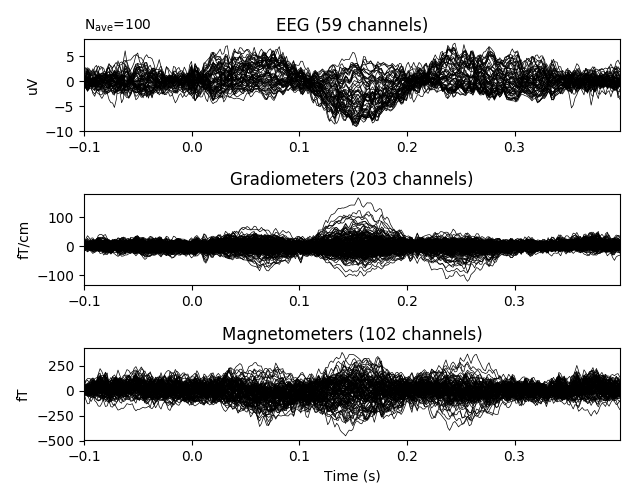 N_ave=100
EEG (59 channels)
uV
5
0
−5
−10
−0.1 0.0 0.1 0.2 0.3
Gradiometers (203 channels)
fT/cm
100
0
−100
−0.1 0.0 0.1 0.2 0.3
Magnetometers (102 channels)
fT
250
0
−250
−500
−0.1 0.0 0.1 0.2 0.3
Time (s)